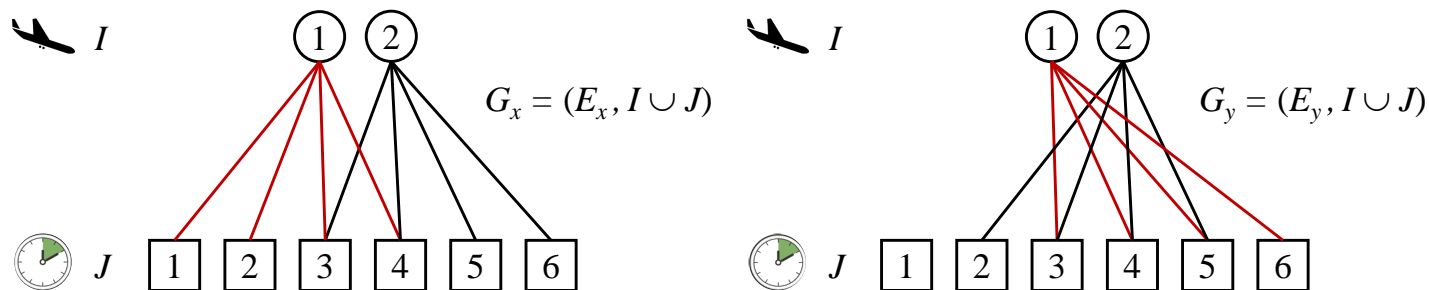 I 1 2
G_x = (E_x, I ∪ J)
J 1 2 3 4 5 6
I 1 2
G_y = (E_y, I ∪ J)
J 1 2 3 4 5 6